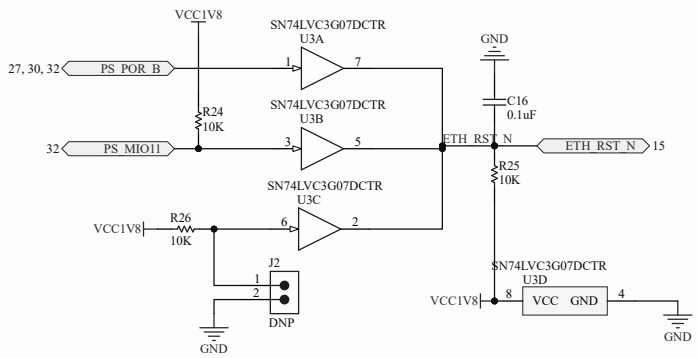 VCC1V8
SN74LVC3G07DCTR
U3A
GND
27, 30, 32 PS_POR_B 1 7
R24
10K
SN74LVC3G07DCTR
U3B
C16
0.1uF
32 PS_MIO11 3 5 ETH_RST_N ETH_RST_N 15
R25
10K
SN74LVC3G07DCTR
U3C
VCC1V8 R26 6 2
10K
SN74LVC3G07DCTR
U3D
J2
1
2
VCC1V8 8 VCC GND 4
DNP
GND
GND